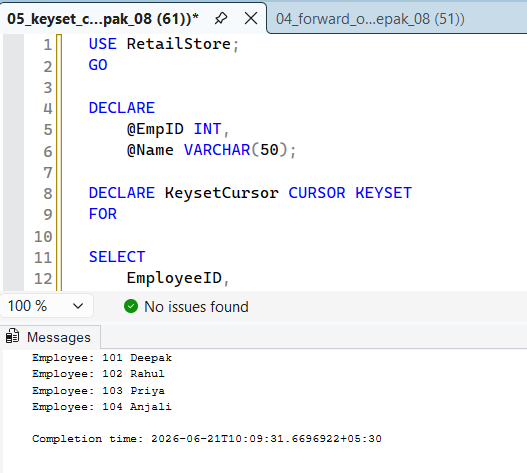 05_keyset_c...pak_08 (61))*
04_forward_o...epak_08 (51))
1 USE RetailStore;
2 GO
3
4 DECLARE
5 @EmpID INT,
6 @Name VARCHAR(50);
7
8 DECLARE KeysetCursor CURSOR KEYSET
9 FOR
10
11 SELECT
12 EmployeeID,
100 %
No issues found
Messages
Employee: 101 Deepak
Employee: 102 Rahul
Employee: 103 Priya
Employee: 104 Anjali
Completion time: 2026-06-21T10:09:31.6696922+05:30